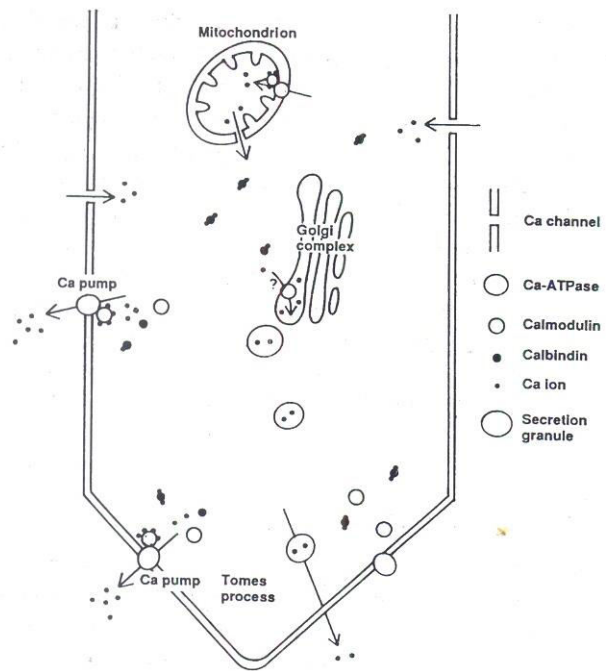 Mitochondrion
Golgi
complex
?
Ca pump
Ca pump
Tomes
process
Ca channel
Ca-ATPase
Calmodulin
Calbindin
Ca ion
Secretion
granule